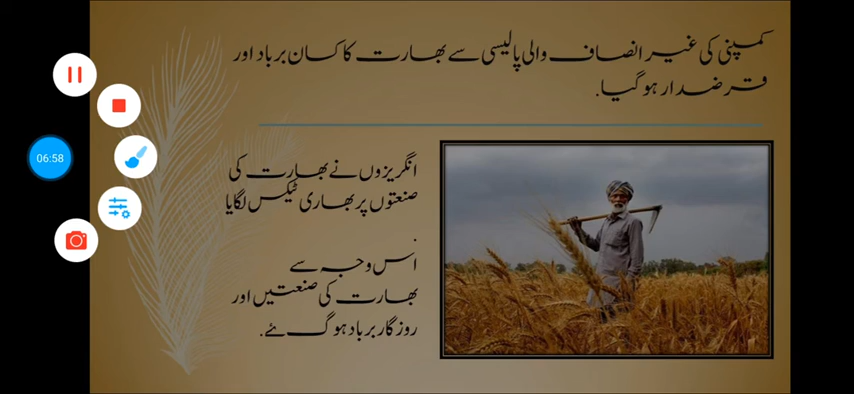 کمپنی کی غیر انصاف والی پالیسی سے بھارت کا کسان برباد اور
قرضدار ہو گیا.
انگریزوں نے بھارت کی
صنعتوں پر بھاری ٹیکس لگایا
.
اس وجہ سے
بھارت کی صنعتیں اور
روزگار برباد ہو گ ئے.
06:58